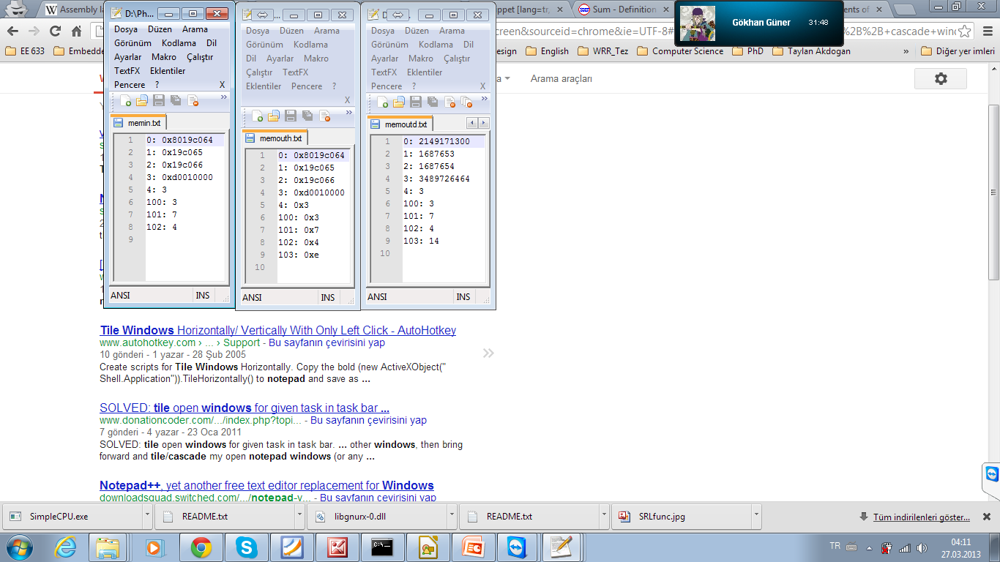 D:\Ph...
Dosya Düzen Arama
Görünüm Kodlama Dil
Ayarlar Makro Çalıştır
TextFX Eklentiler
Pencere ? X
memin.txt
1 0: 0x8019c064
2 1: 0x19c065
3 2: 0x19c066
4 3: 0xd0010000
5 4: 3
6 100: 3
7 101: 7
8 102: 4
9
ANSI INS
Dosya Düzen Arama
Görünüm Kodlama
Dil Ayarlar Makro
Çalıştır TextFX
Eklentiler Pencere ?
X
memouth.txt
1 0: 0x8019c064
2 1: 0x19c065
3 2: 0x19c066
4 3: 0xd0010000
5 4: 0x3
6 100: 0x3
7 101: 0x7
8 102: 0x4
9 103: 0xe
10
ANSI INS
Dosya Düzen Arama
Görünüm Kodlama Dil
Ayarlar Makro Çalıştır
TextFX Eklentiler
Pencere ? X
memoutd.txt
1 0: 2149171300
2 1: 1687653
3 2: 1687654
4 3: 3489726464
5 4: 3
6 100: 3
7 101: 7
8 102: 4
9 103: 14
10
ANSI INS
Assembly la
ppet [lang=tr,
Sum - Definition
ents of
Gökhan Güner 31:48
creen&sourceid=chrome&ie=UTF-8#
%2B%2B+cascade+win
EE 633 Embedde
esign English WRR_Tez Computer Science PhD Taylan Akdogan » Diğer yer imleri
Arama araçları
Tile Windows Horizontally/ Vertically With Only Left Click - AutoHotkey
www.autohotkey.com › ... › Support - Bu sayfanın çevirisini yap
10 gönderi - 1 yazar - 28 Şub 2005
Create scripts for Tile Windows Horizontally. Copy the bold (new ActiveXObject("
Shell.Application")).TileHorizontally() to notepad and save as ...
SOLVED: tile open windows for given task in task bar ...
www.donationcoder.com/.../index.php?topi... - Bu sayfanın çevirisini yap
7 gönderi - 4 yazar - 23 Oca 2011
SOLVED: tile open windows for given task in task bar. ... other windows, then bring
forward and tile/cascade my open notepad windows (or any ...
Notepad++, yet another free text editor replacement for Windows
downloadsquad.switched.com/.../notepad-y... - Bu sayfanın çevirisini yap
SimpleCPU.exe README.txt libgnurx-0.dll README.txt SRLfunc.jpg Tüm indirilenleri göster...
TR 04:11
27.03.2013